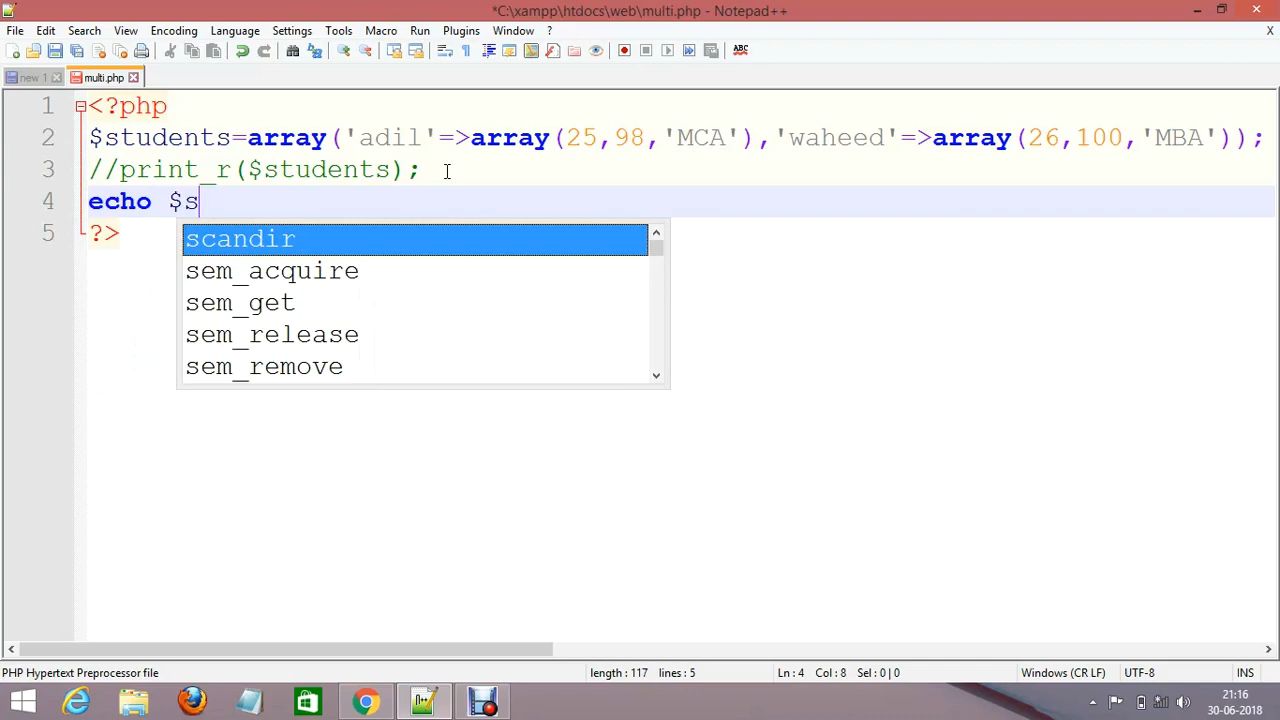 *C:\xampp\htdocs\web\multi.php - Notepad++
File Edit Search View Encoding Language Settings Tools Macro Run Plugins Window ? X
ABC
new 1 multi.php
1 <?php
2 $students=array('adil'=>array(25,98,'MCA'),'waheed'=>array(26,100,'MBA'));
3 //print_r($students);
4 echo $s
5 ?>
scandir
sem_acquire
sem_get
sem_release
sem_remove
PHP Hypertext Preprocessor file length : 117 lines : 5 Ln : 4 Col : 8 Sel : 0 | 0 Windows (CR LF) UTF-8 INS
21:16
30-06-2018